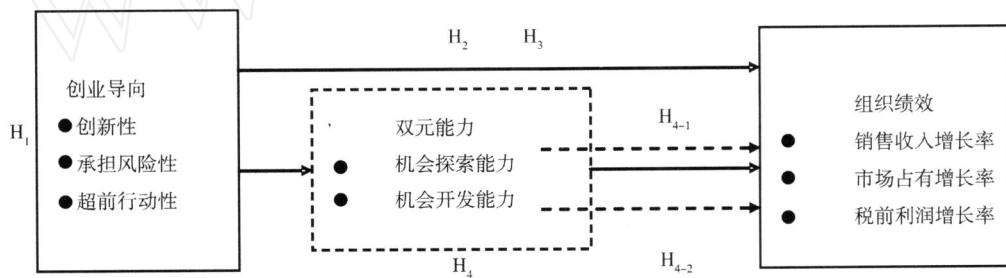 H₂ H₃
H₁
创业导向
●创新性
●承担风险性
●超前行动性
双元能力
● 机会探索能力
● 机会开发能力
H₄
H₄₋₁
H₄₋₂
组织绩效
● 销售收入增长率
● 市场占有增长率
● 税前利润增长率